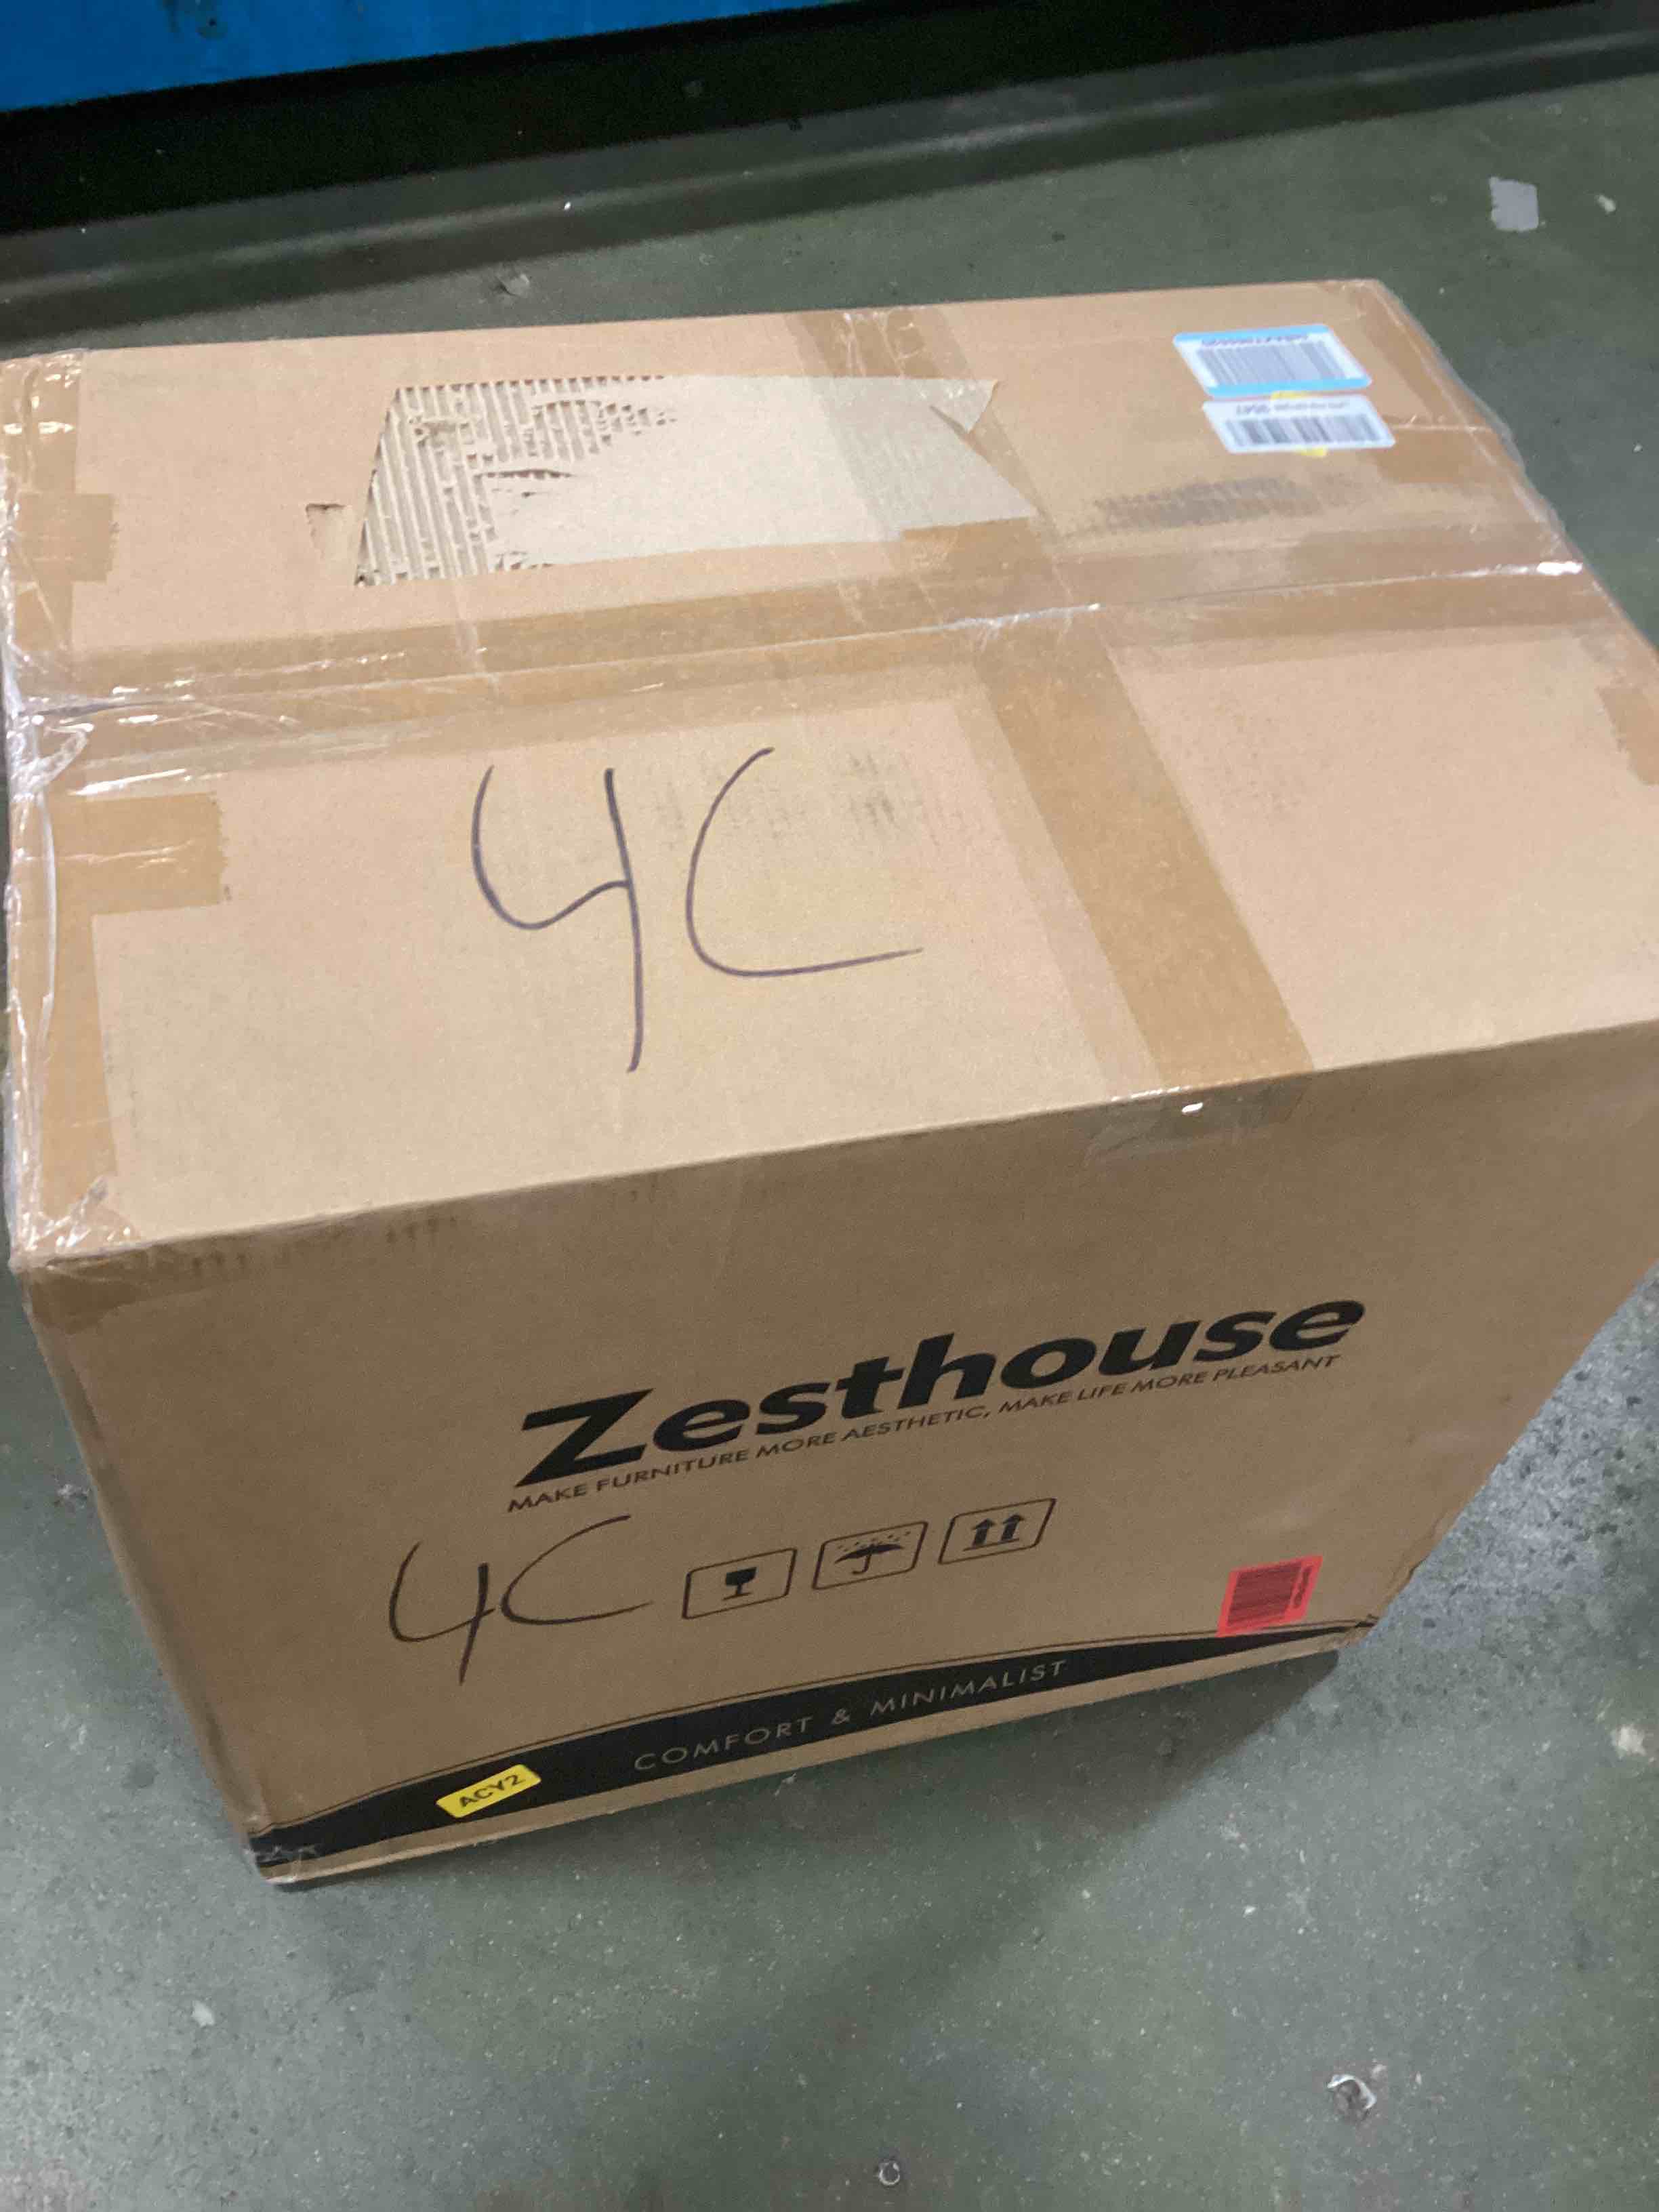 4C
Zesthouse
MAKE FURNITURE MORE AESTHETIC, MAKE LIFE MORE PLEASANT
4C
COMFORT & MINIMALIST
ACY2